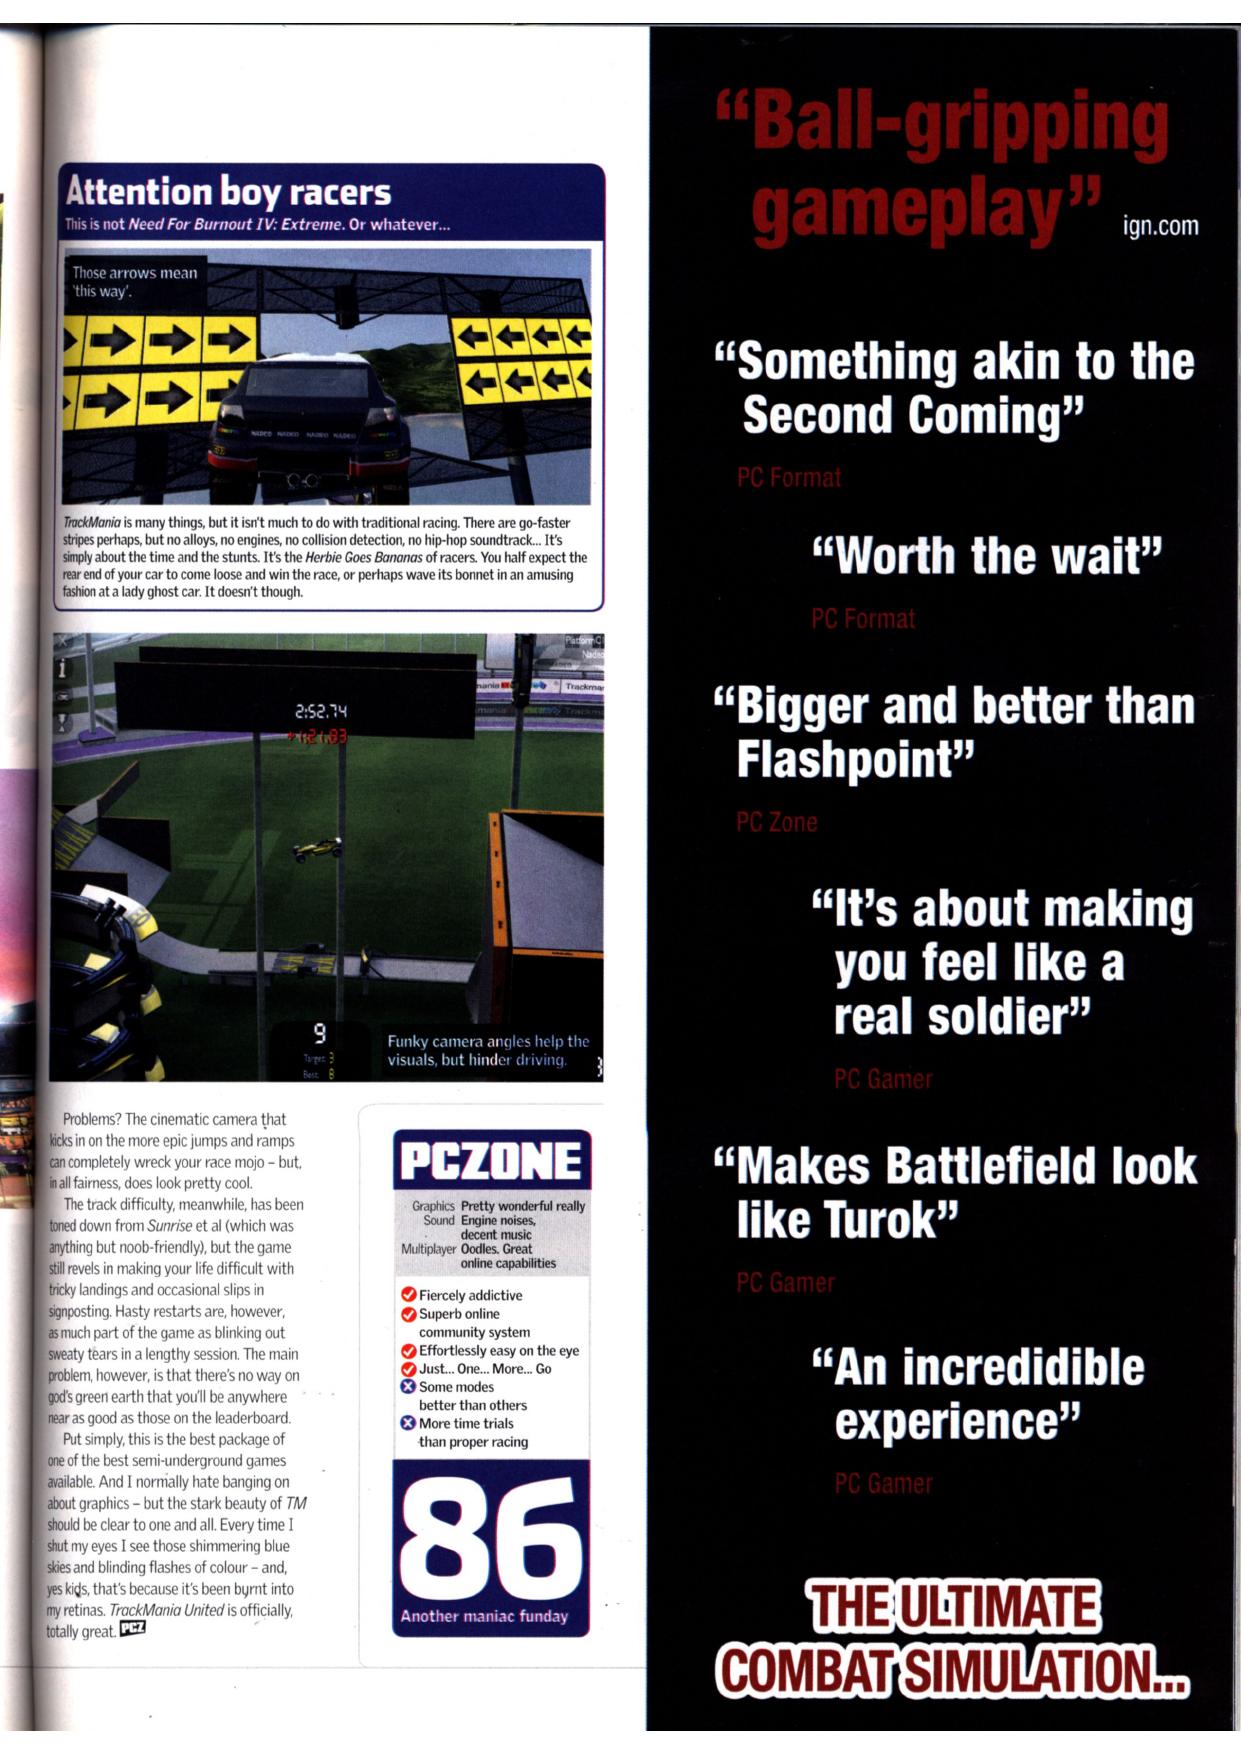 Attention boy racers
This is not Need For Burnout IV: Extreme. Or whatever...
Those arrows mean
'this way'.
NADEO NADEO NADEO NADEO
TrackMania is many things, but it isn't much to do with traditional racing. There are go-faster
stripes perhaps, but no alloys, no engines, no collision detection, no hip-hop soundtrack... It's
simply about the time and the stunts. It's the Herbie Goes Bananas of racers. You half expect the
rear end of your car to come loose and win the race, or perhaps wave its bonnet in an amusing
fashion at a lady ghost car. It doesn't though.
2:52.74
+1:21.83
9
Target: 3
Best: 8
Funky camera angles help the
visuals, but hinder driving.
Problems? The cinematic camera that
kicks in on the more epic jumps and ramps
can completely wreck your race mojo – but,
in all fairness, does look pretty cool.
The track difficulty, meanwhile, has been
toned down from Sunrise et al (which was
anything but noob-friendly), but the game
still revels in making your life difficult with
tricky landings and occasional slips in
signposting. Hasty restarts are, however,
as much part of the game as blinking out
sweaty tears in a lengthy session. The main
problem, however, is that there's no way on
god's green earth that you'll be anywhere
near as good as those on the leaderboard.
Put simply, this is the best package of
one of the best semi-underground games
available. And I normally hate banging on
about graphics – but the stark beauty of TM
should be clear to one and all. Every time I
shut my eyes I see those shimmering blue
skies and blinding flashes of colour – and,
yes kids, that's because it's been burnt into
my retinas. TrackMania United is officially,
totally great. PCZ
PCZONE
Graphics Pretty wonderful really
Sound Engine noises,
decent music
Multiplayer Oodles. Great
online capabilities
Fiercely addictive
Superb online
community system
Effortlessly easy on the eye
Just... One... More... Go
Some modes
better than others
More time trials
than proper racing
86
Another maniac funday
“Ball-gripping
gameplay” ign.com
“Something akin to the
Second Coming”
PC Format
“Worth the wait”
PC Format
“Bigger and better than
Flashpoint”
PC Zone
“It's about making
you feel like a
real soldier”
PC Gamer
“Makes Battlefield look
like Turok”
PC Gamer
“An incredidible
experience”
PC Gamer
THE ULTIMATE
COMBAT SIMULATION...